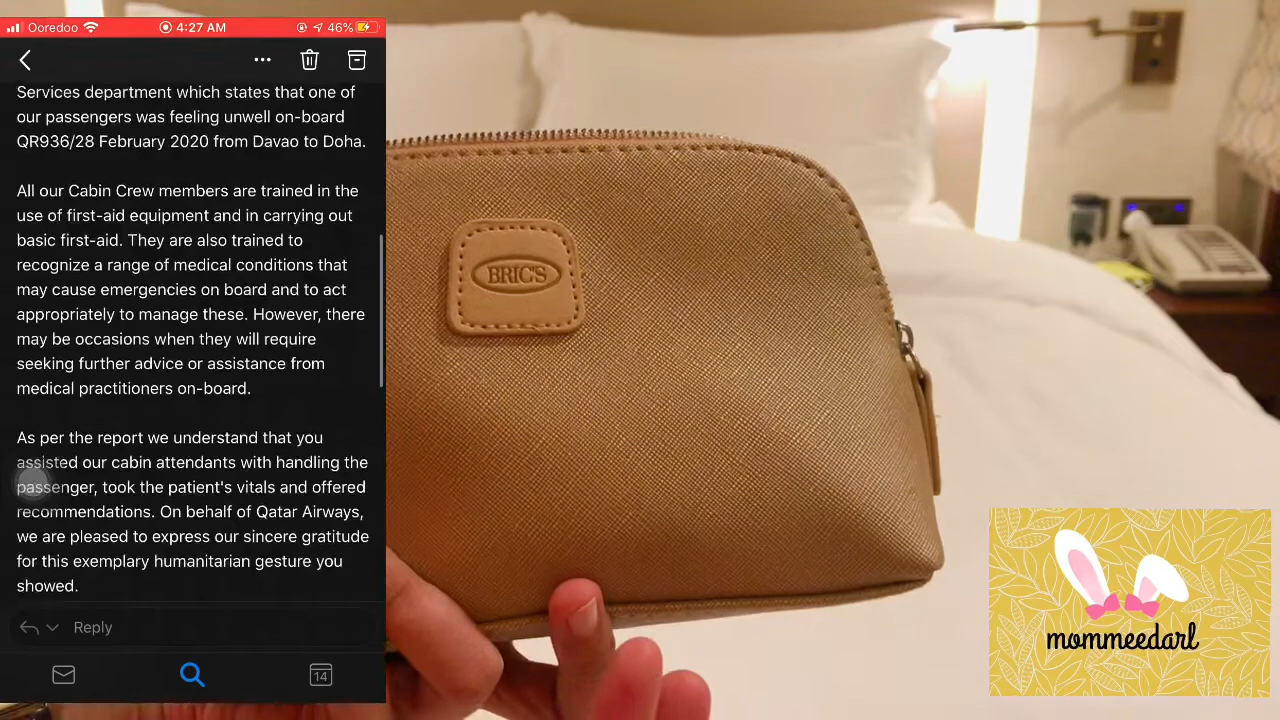 Ooredoo 4:27 AM 46%
Services department which states that one of
our passengers was feeling unwell on-board
QR936/28 February 2020 from Davao to Doha.
All our Cabin Crew members are trained in the
use of first-aid equipment and in carrying out
basic first-aid. They are also trained to
recognize a range of medical conditions that
may cause emergencies on board and to act
appropriately to manage these. However, there
may be occasions when they will require
seeking further advice or assistance from
medical practitioners on-board.
As per the report we understand that you
assisted our cabin attendants with handling the
passenger, took the patient's vitals and offered
recommendations. On behalf of Qatar Airways,
we are pleased to express our sincere gratitude
for this exemplary humanitarian gesture you
showed.
Reply
14
BRIC'S
mommeedarl